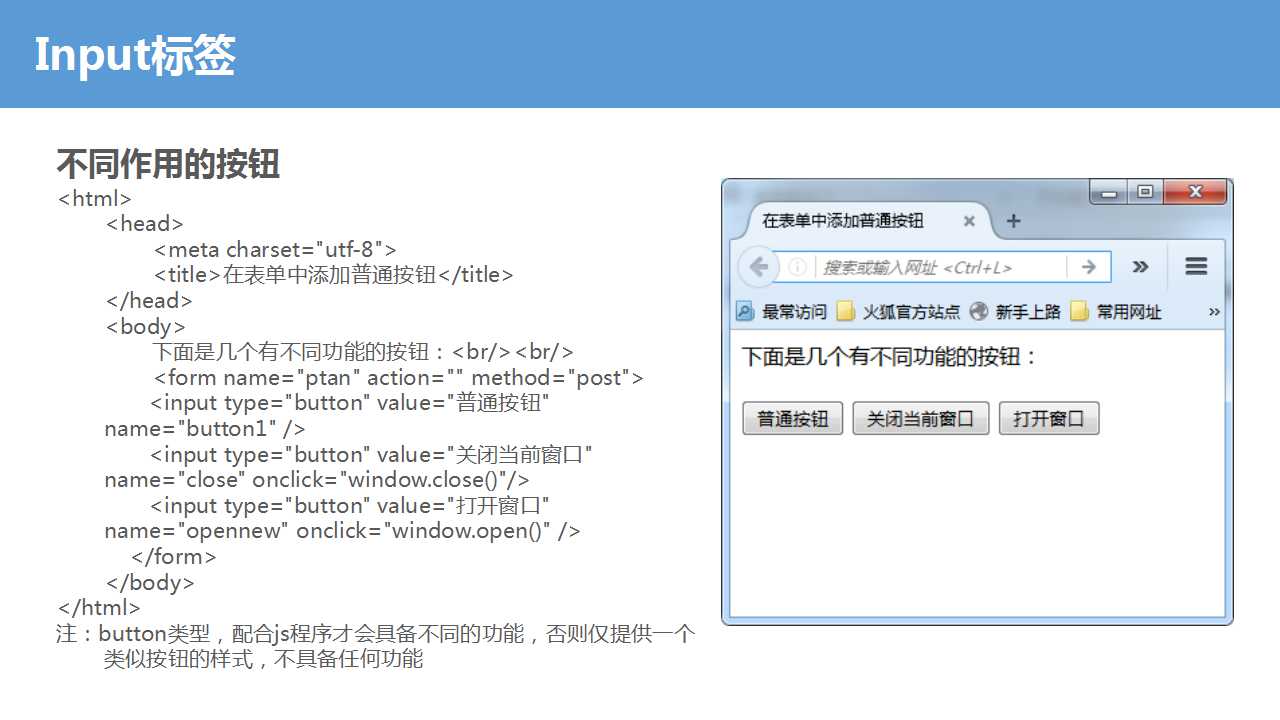 Input标签
不同作用的按钮
<html>
<head>
<meta charset="utf-8">
<title>在表单中添加普通按钮</title>
</head>
<body>
下面是几个有不同功能的按钮：<br/><br/>
<form name="ptan" action="" method="post">
<input type="button" value="普通按钮"
name="button1" />
<input type="button" value="关闭当前窗口"
name="close" onclick="window.close()"/>
<input type="button" value="打开窗口"
name="opennew" onclick="window.open()" />
</form>
</body>
</html>
注：button类型，配合js程序才会具备不同的功能，否则仅提供一个
类似按钮的样式，不具备任何功能
在表单中添加普通按钮
搜索或输入网址 <Ctrl+L>
最常访问 火狐官方站点 新手上路 常用网址
下面是几个有不同功能的按钮：
普通按钮 关闭当前窗口 打开窗口